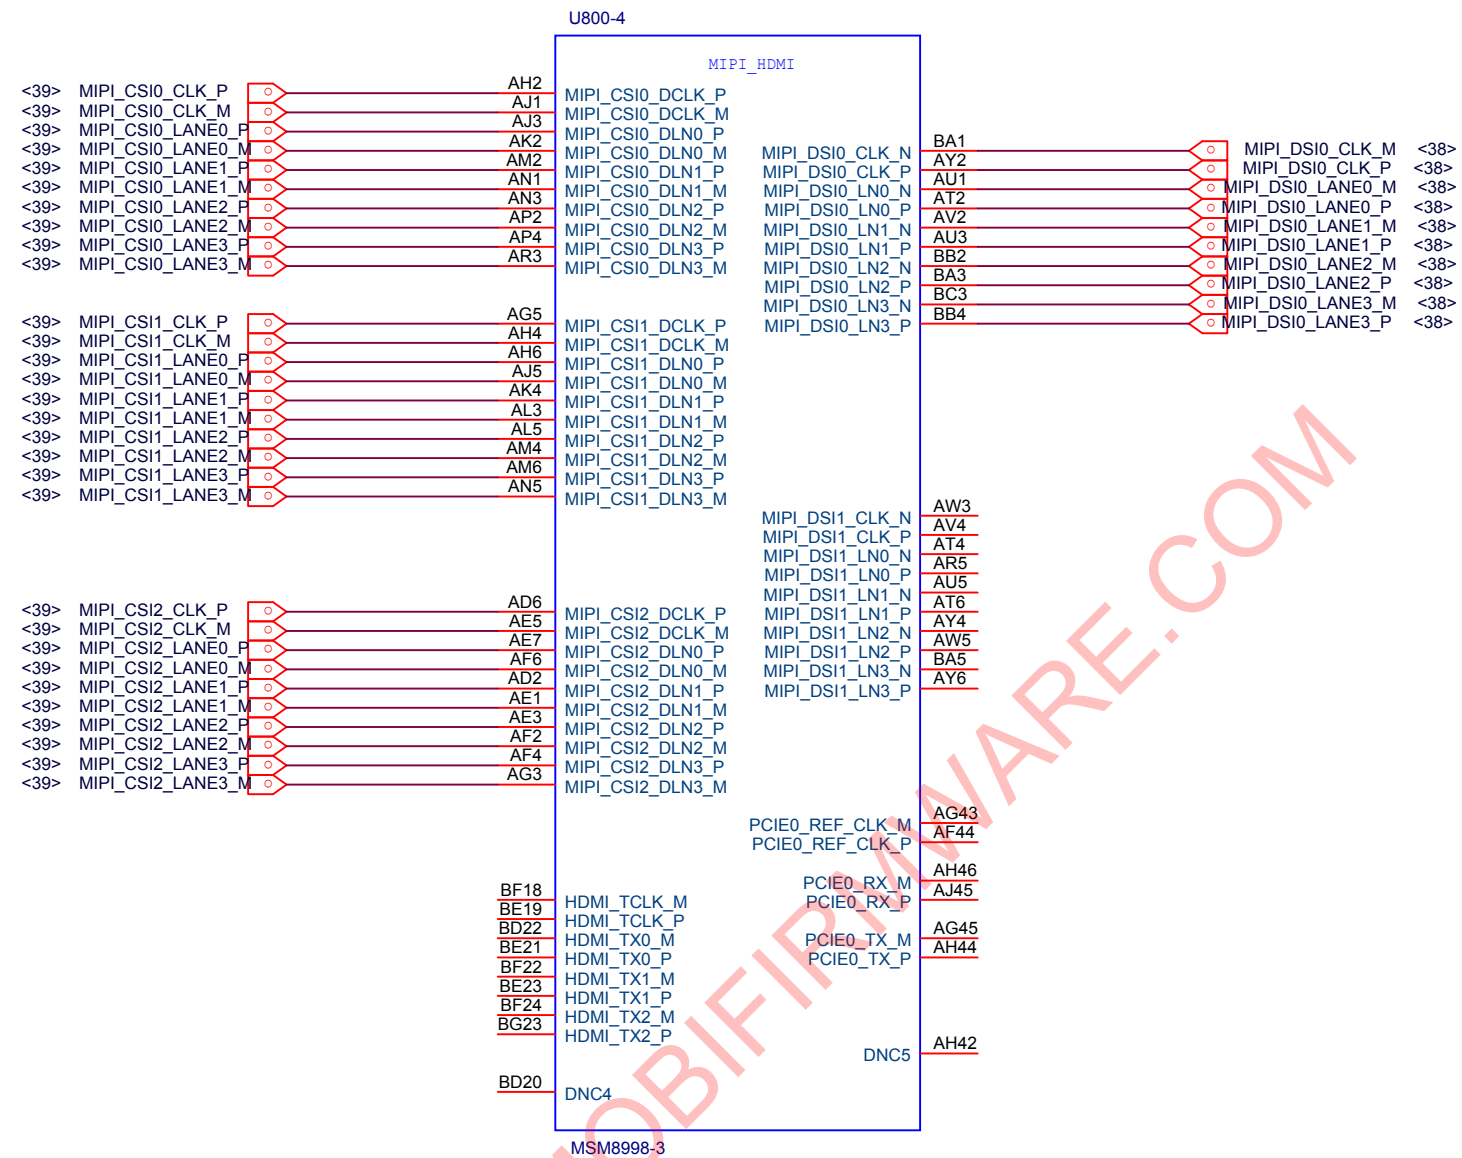 U800-4
MIPI_HDMI
<39> MIPI_CSI0_CLK_P AH2 MIPI_CSI0_DCLK_P
<39> MIPI_CSI0_CLK_M AJ1 MIPI_CSI0_DCLK_M
<39> MIPI_CSI0_LANE0_P AJ3 MIPI_CSI0_DLN0_P
<39> MIPI_CSI0_LANE0_M AK2 MIPI_CSI0_DLN0_M
<39> MIPI_CSI0_LANE1_P AM2 MIPI_CSI0_DLN1_P
<39> MIPI_CSI0_LANE1_M AN1 MIPI_CSI0_DLN1_M
<39> MIPI_CSI0_LANE2_P AN3 MIPI_CSI0_DLN2_P
<39> MIPI_CSI0_LANE2_M AP2 MIPI_CSI0_DLN2_M
<39> MIPI_CSI0_LANE3_P AP4 MIPI_CSI0_DLN3_P
<39> MIPI_CSI0_LANE3_M AR3 MIPI_CSI0_DLN3_M
<39> MIPI_CSI1_CLK_P AG5 MIPI_CSI1_DCLK_P
<39> MIPI_CSI1_CLK_M AH4 MIPI_CSI1_DCLK_M
<39> MIPI_CSI1_LANE0_P AH6 MIPI_CSI1_DLN0_P
<39> MIPI_CSI1_LANE0_M AJ5 MIPI_CSI1_DLN0_M
<39> MIPI_CSI1_LANE1_P AK4 MIPI_CSI1_DLN1_P
<39> MIPI_CSI1_LANE1_M AL3 MIPI_CSI1_DLN1_M
<39> MIPI_CSI1_LANE2_P AL5 MIPI_CSI1_DLN2_P
<39> MIPI_CSI1_LANE2_M AM4 MIPI_CSI1_DLN2_M
<39> MIPI_CSI1_LANE3_P AM6 MIPI_CSI1_DLN3_P
<39> MIPI_CSI1_LANE3_M AN5 MIPI_CSI1_DLN3_M
<39> MIPI_CSI2_CLK_P AD6 MIPI_CSI2_DCLK_P
<39> MIPI_CSI2_CLK_M AE5 MIPI_CSI2_DCLK_M
<39> MIPI_CSI2_LANE0_P AE7 MIPI_CSI2_DLN0_P
<39> MIPI_CSI2_LANE0_M AF6 MIPI_CSI2_DLN0_M
<39> MIPI_CSI2_LANE1_P AD2 MIPI_CSI2_DLN1_P
<39> MIPI_CSI2_LANE1_M AE1 MIPI_CSI2_DLN1_M
<39> MIPI_CSI2_LANE2_P AE3 MIPI_CSI2_DLN2_P
<39> MIPI_CSI2_LANE2_M AF2 MIPI_CSI2_DLN2_M
<39> MIPI_CSI2_LANE3_P AF4 MIPI_CSI2_DLN3_P
<39> MIPI_CSI2_LANE3_M AG3 MIPI_CSI2_DLN3_M
BF18 HDMI_TCLK_M
BE19 HDMI_TCLK_P
BD22 HDMI_TX0_M
BE21 HDMI_TX0_P
BF22 HDMI_TX1_M
BE23 HDMI_TX1_P
BF24 HDMI_TX2_M
BG23 HDMI_TX2_P
BD20 DNC4
MIPI_DSI0_CLK_N BA1 MIPI_DSI0_CLK_M <38>
MIPI_DSI0_CLK_P AY2 MIPI_DSI0_CLK_P <38>
MIPI_DSI0_LN0_N AU1 MIPI_DSI0_LANE0_M <38>
MIPI_DSI0_LN0_P AT2 MIPI_DSI0_LANE0_P <38>
MIPI_DSI0_LN1_N AV2 MIPI_DSI0_LANE1_M <38>
MIPI_DSI0_LN1_P AU3 MIPI_DSI0_LANE1_P <38>
MIPI_DSI0_LN2_N BB2 MIPI_DSI0_LANE2_M <38>
MIPI_DSI0_LN2_P BA3 MIPI_DSI0_LANE2_P <38>
MIPI_DSI0_LN3_N BC3 MIPI_DSI0_LANE3_M <38>
MIPI_DSI0_LN3_P BB4 MIPI_DSI0_LANE3_P <38>
MIPI_DSI1_CLK_N AW3
MIPI_DSI1_CLK_P AV4
MIPI_DSI1_LN0_N AT4
MIPI_DSI1_LN0_P AR5
MIPI_DSI1_LN1_N AU5
MIPI_DSI1_LN1_P AT6
MIPI_DSI1_LN2_N AY4
MIPI_DSI1_LN2_P AW5
MIPI_DSI1_LN3_N BA5
MIPI_DSI1_LN3_P AY6
PCIE0_REF_CLK_M AG43
PCIE0_REF_CLK_P AF44
PCIE0_RX_M AH46
PCIE0_RX_P AJ45
PCIE0_TX_M AG45
PCIE0_TX_P AH44
DNC5 AH42
MSM8998-3
OBIFIRMWARE.COM